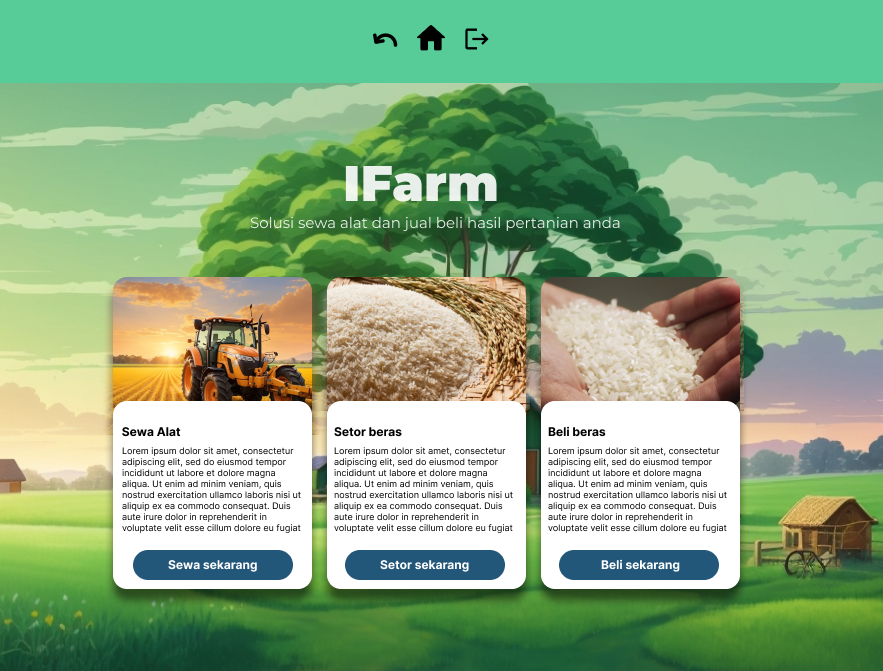 IFarm
Solusi sewa alat dan jual beli hasil pertanian anda
Sewa Alat
Lorem ipsum dolor sit amet, consectetur
adipiscing elit, sed do eiusmod tempor
incididunt ut labore et dolore magna
aliqua. Ut enim ad minim veniam, quis
nostrud exercitation ullamco laboris nisi ut
aliquip ex ea commodo consequat. Duis
aute irure dolor in reprehenderit in
voluptate velit esse cillum dolore eu fugiat
Sewa sekarang
Setor beras
Lorem ipsum dolor sit amet, consectetur
adipiscing elit, sed do eiusmod tempor
incididunt ut labore et dolore magna
aliqua. Ut enim ad minim veniam, quis
nostrud exercitation ullamco laboris nisi ut
aliquip ex ea commodo consequat. Duis
aute irure dolor in reprehenderit in
voluptate velit esse cillum dolore eu fugiat
Setor sekarang
Beli beras
Lorem ipsum dolor sit amet, consectetur
adipiscing elit, sed do eiusmod tempor
incididunt ut labore et dolore magna
aliqua. Ut enim ad minim veniam, quis
nostrud exercitation ullamco laboris nisi ut
aliquip ex ea commodo consequat. Duis
aute irure dolor in reprehenderit in
voluptate velit esse cillum dolore eu fugiat
Beli sekarang